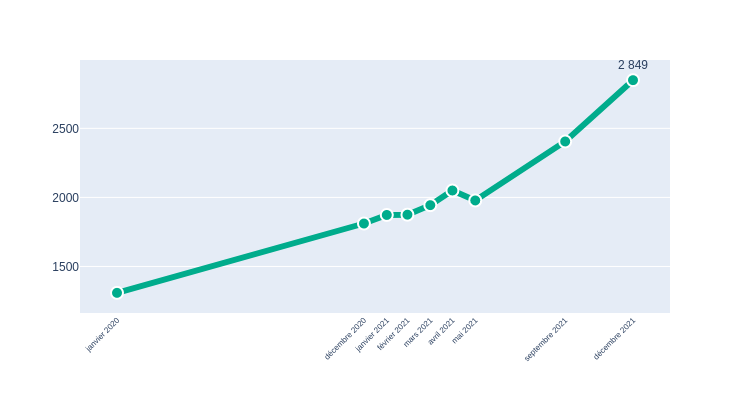 2 849
2500
2000
1500
janvier 2020
décembre 2020
janvier 2021
février 2021
mars 2021
avril 2021
mai 2021
septembre 2021
décembre 2021